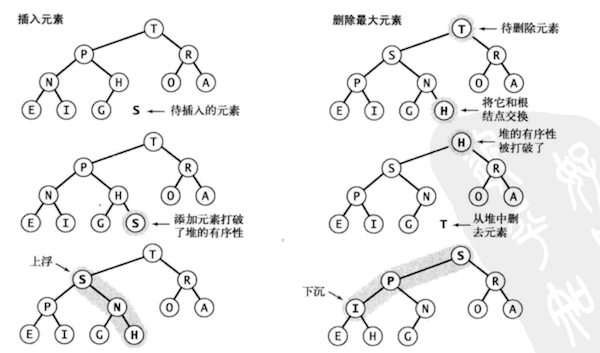 插入元素
T
P R
N H O A
E I G
S 待插入的元素
T
P R
N H O A
E I G S
添加元素打破
了堆的有序性
上浮
T
S R
P N O A
E I G H
删除最大元素
T 待删除元素
S R
P N O A
E I G H
将它和根
结点交换
H
堆的有序性
被打破了
S R
P N O A
E I G
T 从堆中删
去元素
S
P R
下沉
I N O A
E H G